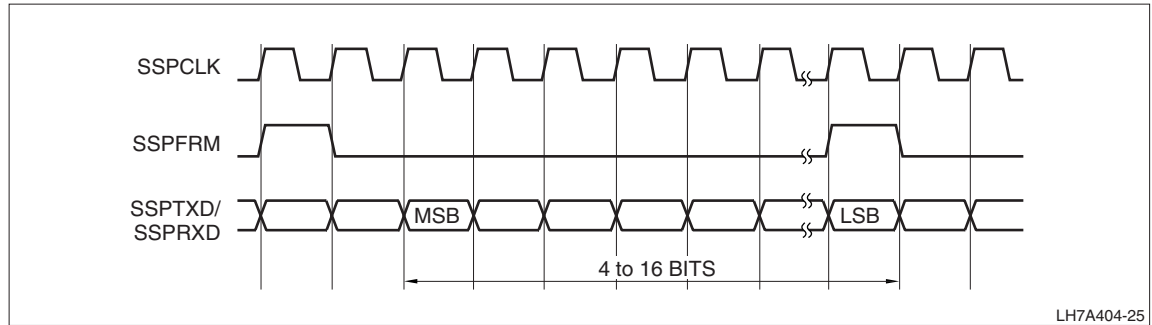 SSPCLK
SSPFRM
SSPTXD/
SSPRXD
MSB
LSB
4 to 16 BITS
LH7A404-25